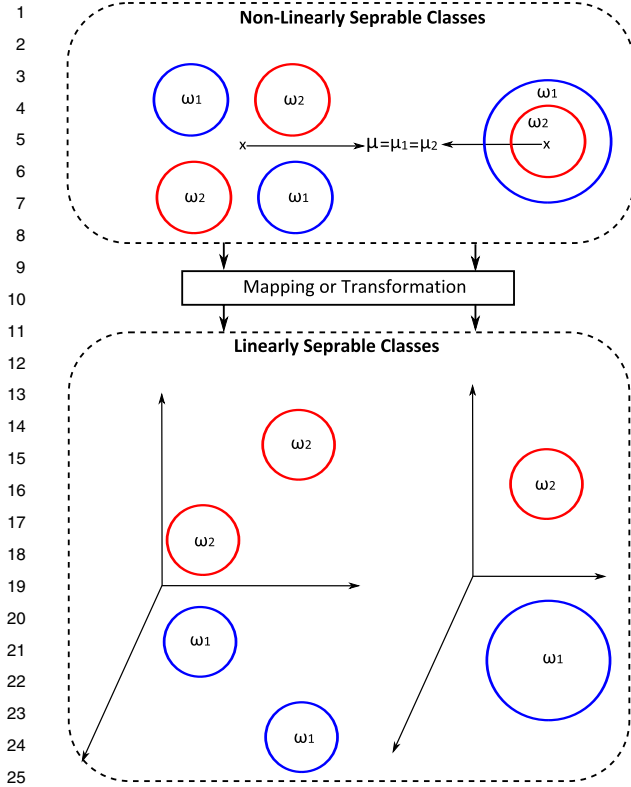 1
Non-Linearly Seprable Classes
2
3
ω1
ω2
ω1
4
ω2
5
x
μ=μ1=μ2
x
6
ω2
ω1
7
8
9
Mapping or Transformation
10
11
Linearly Seprable Classes
12
13
14
ω2
15
ω2
16
17
ω2
18
19
20
ω1
21
ω1
22
23
ω1
24
25